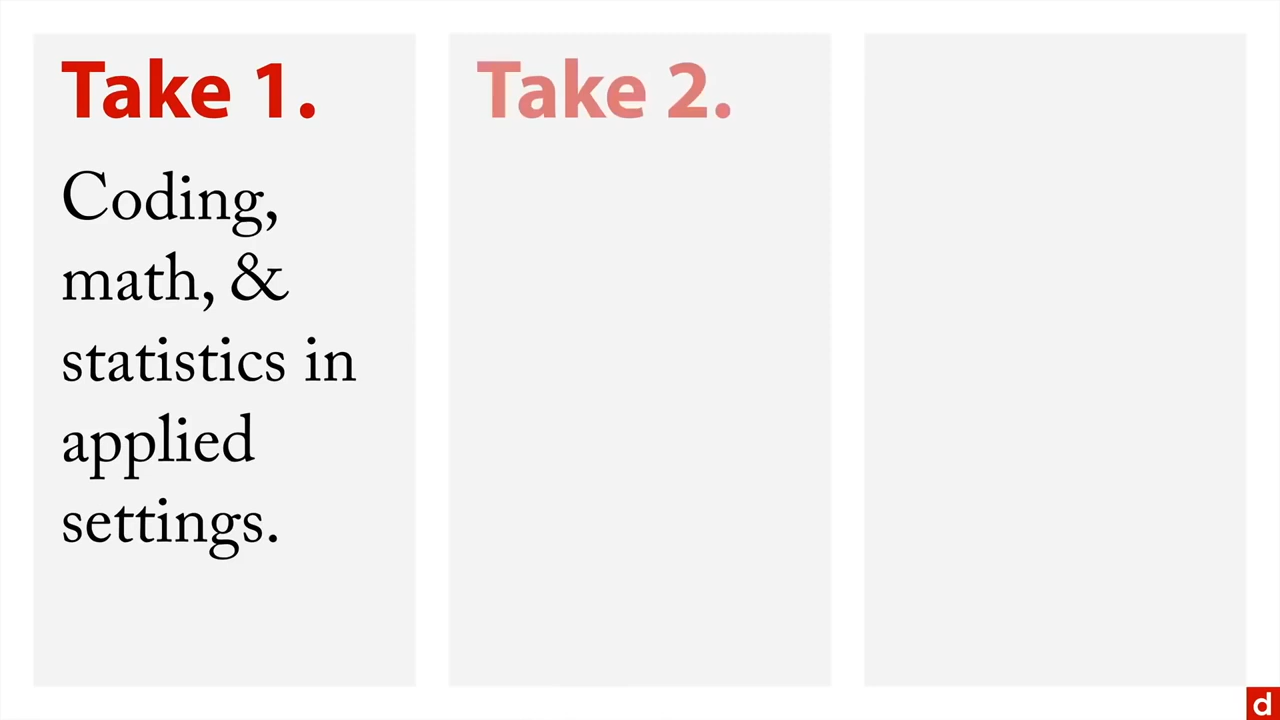 Take 1.
Coding,
math, &
statistics in
applied
settings.
Take 2.
d